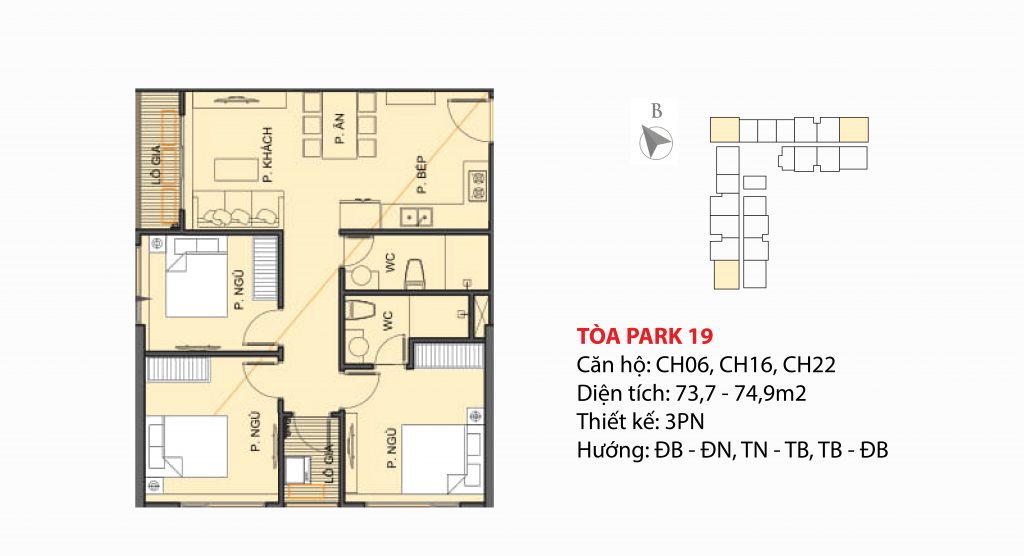 LÔ GIA
P. KHÁCH
P. ĂN
P. BẾP
P. NGỦ
WC
WC
P. NGỦ
LÔ GIA
P. NGỦ
B
TÒA PARK 19
Căn hộ: CH06, CH16, CH22
Diện tích: 73,7 - 74,9m2
Thiết kế: 3PN
Hướng: ĐB - ĐN, TN - TB, TB - ĐB